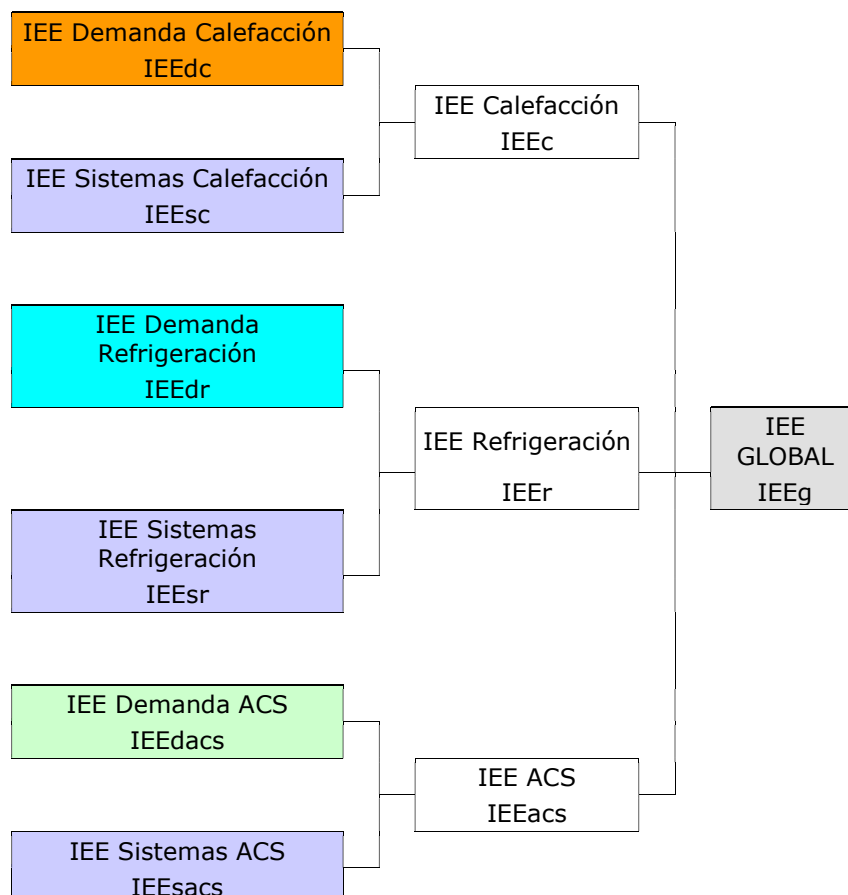 IEE Demanda Calefacción
IEEdc
IEE Sistemas Calefacción
IEEsc
IEE Calefacción
IEEc
IEE Demanda
Refrigeración
IEEdr
IEE Sistemas
Refrigeración
IEEsr
IEE Refrigeración
IEEr
IEE
GLOBAL
IEEg
IEE Demanda ACS
IEEdacs
IEE Sistemas ACS
IEEsacs
IEE ACS
IEEacs